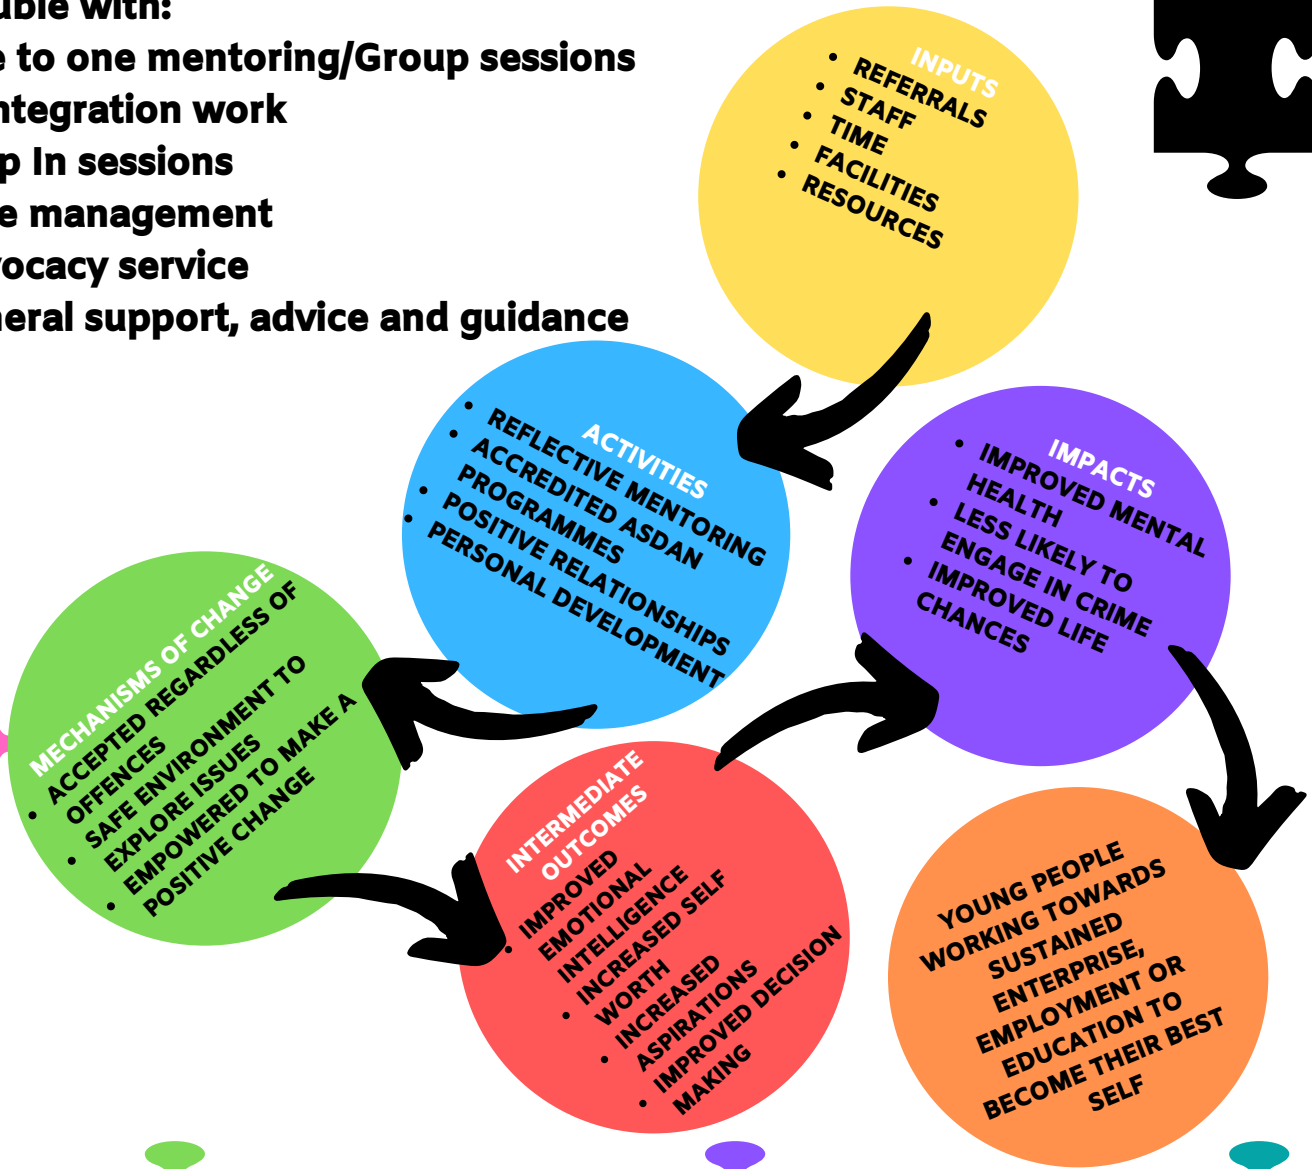 uble with:
e to one mentoring/Group sessions
ntegration work
p In sessions
e management
vocacy service
neral support, advice and guidance
INPUTS
• REFERRALS
• STAFF
• TIME
• FACILITIES
• RESOURCES
ACTIVITIES
• REFLECTIVE MENTORING
• ACCREDITED ASDAN
PROGRAMMES
• POSITIVE RELATIONSHIPS
• PERSONAL DEVELOPMENT
MECHANISMS OF CHANGE
• ACCEPTED REGARDLESS OF
OFFENCES
• SAFE ENVIRONMENT TO
EXPLORE ISSUES
• EMPOWERED TO MAKE A
POSITIVE CHANGE
INTERMEDIATE
OUTCOMES
• IMPROVED
EMOTIONAL
INTELLIGENCE
• INCREASED SELF
WORTH
• INCREASED
ASPIRATIONS
• IMPROVED DECISION
MAKING
IMPACTS
• IMPROVED MENTAL
HEALTH
• LESS LIKELY TO
ENGAGE IN CRIME
• IMPROVED LIFE
CHANCES
YOUNG PEOPLE
WORKING TOWARDS
SUSTAINED
ENTERPRISE,
EMPLOYMENT OR
EDUCATION TO
BECOME THEIR BEST
SELF